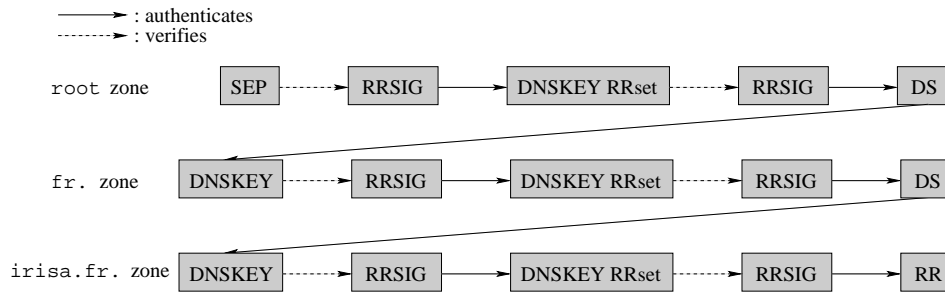 : authenticates
: verifies
root zone SEP RRSIG DNSKEY RRset RRSIG DS
fr. zone DNSKEY RRSIG DNSKEY RRset RRSIG DS
irisa.fr. zone DNSKEY RRSIG DNSKEY RRset RRSIG RR